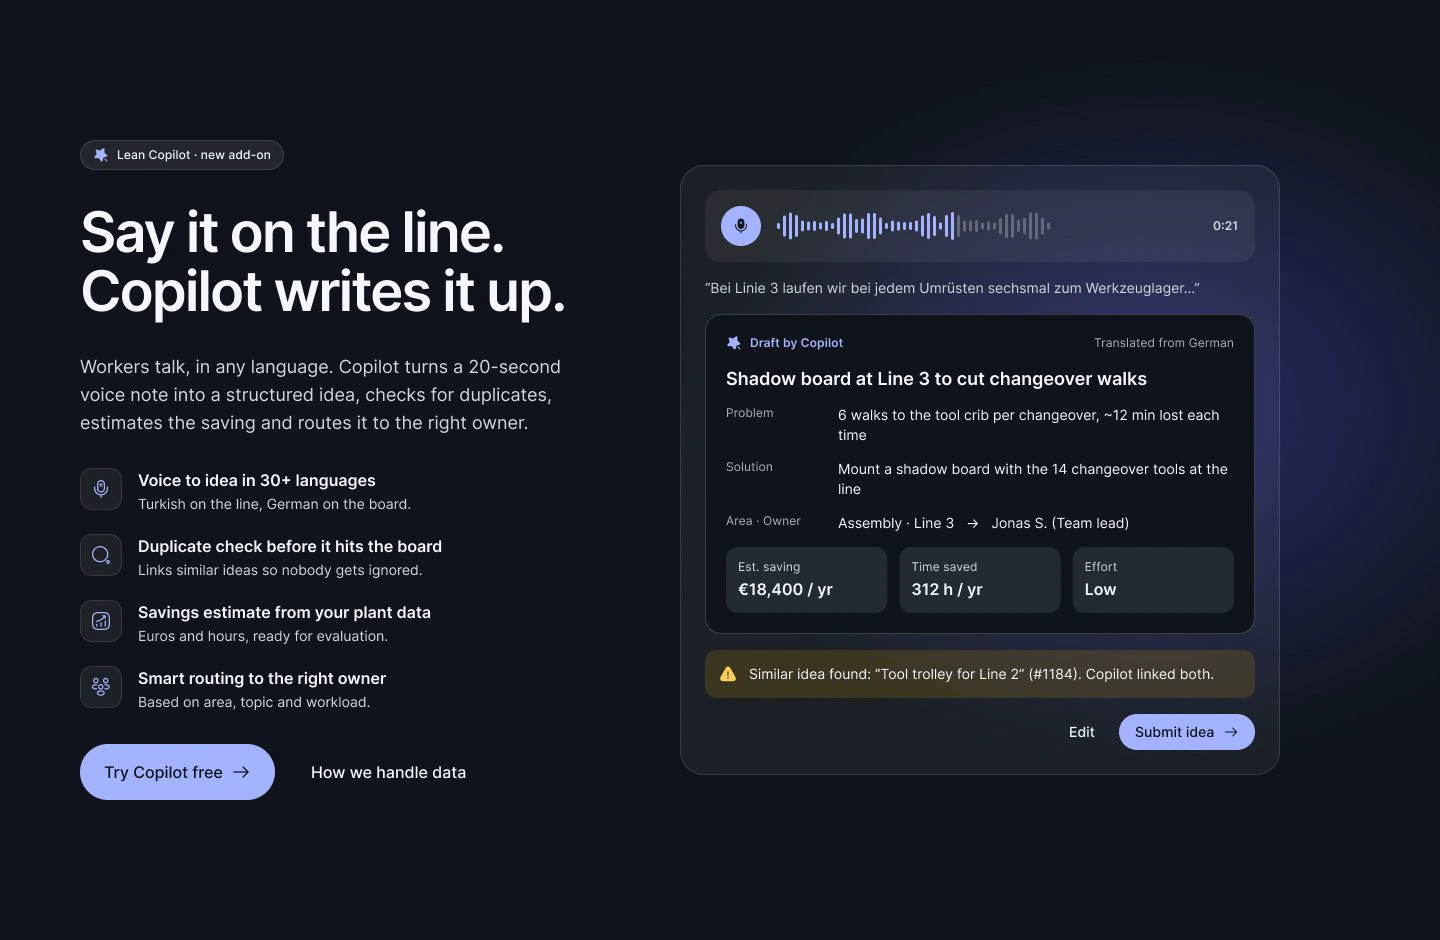 Lean Copilot · new add-on
Say it on the line.
Copilot writes it up.
Workers talk, in any language. Copilot turns a 20-second
voice note into a structured idea, checks for duplicates,
estimates the saving and routes it to the right owner.
Voice to idea in 30+ languages
Turkish on the line, German on the board.
Duplicate check before it hits the board
Links similar ideas so nobody gets ignored.
Savings estimate from your plant data
Euros and hours, ready for evaluation.
Smart routing to the right owner
Based on area, topic and workload.
Try Copilot free →
How we handle data
0:21
“Bei Linie 3 laufen wir bei jedem Umrüsten sechsmal zum Werkzeuglager…”
Draft by Copilot
Translated from German
Shadow board at Line 3 to cut changeover walks
Problem
6 walks to the tool crib per changeover, ~12 min lost each
time
Solution
Mount a shadow board with the 14 changeover tools at the
line
Area · Owner
Assembly · Line 3 → Jonas S. (Team lead)
Est. saving
€18,400 / yr
Time saved
312 h / yr
Effort
Low
Similar idea found: “Tool trolley for Line 2” (#1184). Copilot linked both.
Edit
Submit idea →